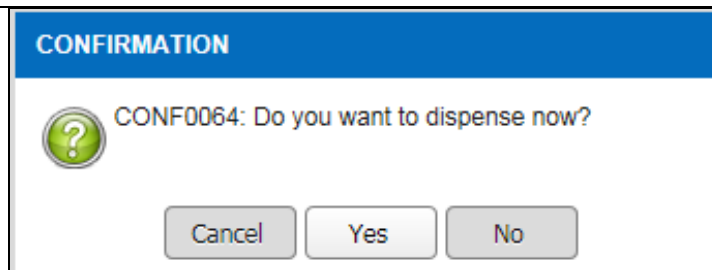 CONFIRMATION
CONF0064: Do you want to dispense now?
Cancel Yes No